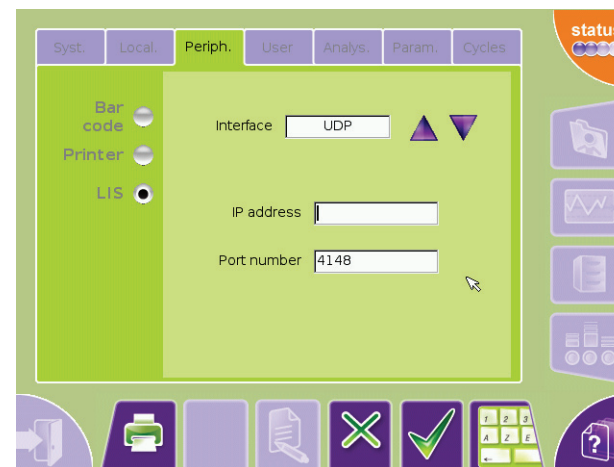 status
Syst. Local. Periph. User Analys. Param. Cycles
Bar
code
Printer
LIS
Interface UDP
IP address
Port number 4148
1 2 3
A Z E
?